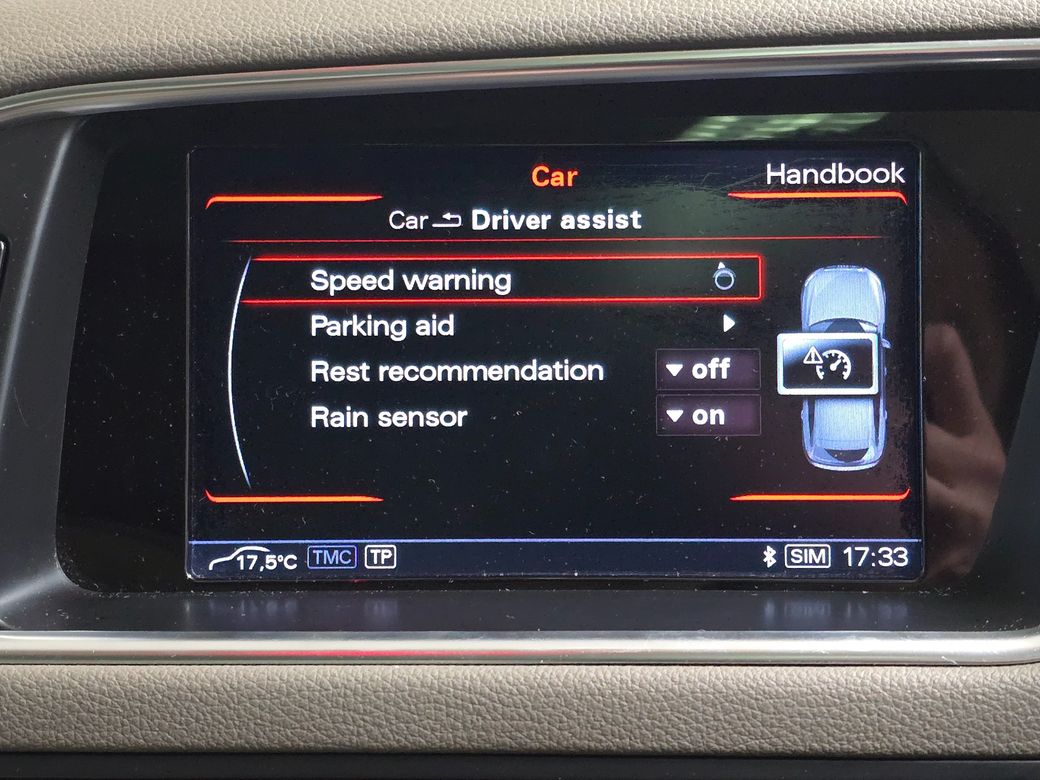 Car
Handbook
Car Driver assist
Speed warning
Parking aid
Rest recommendation off
Rain sensor on
17,5°C TMC TP SIM 17:33